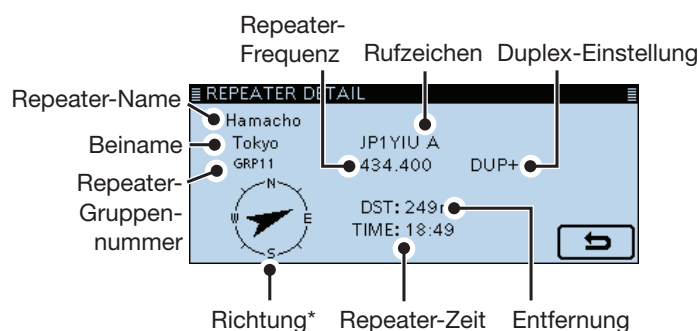 Repeater-
Frequenz
Rufzeichen
Duplex-Einstellung
REPEATER DETAIL
Repeater-Name
Hamacho
Beiname
Tokyo
JP1YIU A
Repeater-
Gruppen-
nummer
GRP11
434.400
DUP+
N
W
E
S
DST: 249
TIME: 18:49
Richtung*
Repeater-Zeit
Entfernung